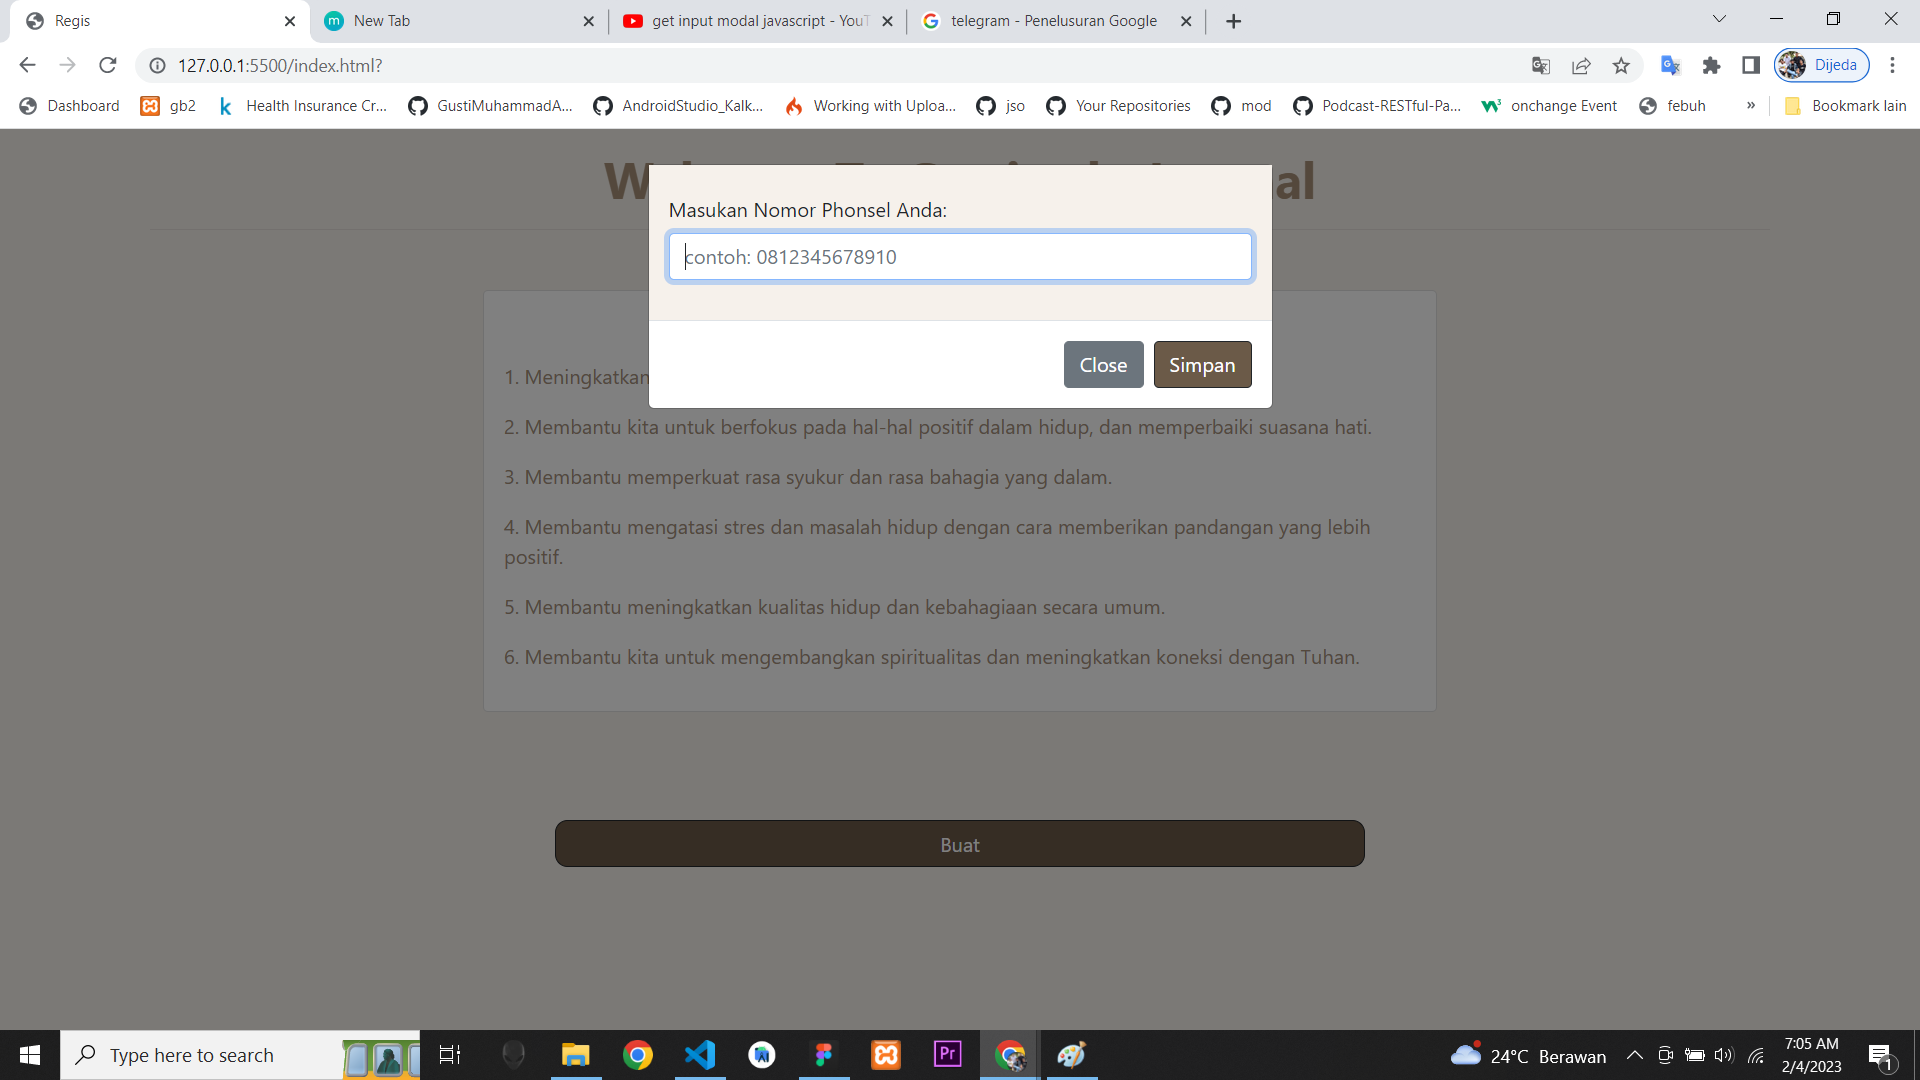 Regis
New Tab
get input modal javascript - YouT
telegram - Penelusuran Google
127.0.0.1:5500/index.html?
Dijeda
Dashboard
gb2
Health Insurance Cr...
GustiMuhammadA...
AndroidStudio_Kalk...
Working with Uploa...
jso
Your Repositories
mod
Podcast-RESTful-Pa...
onchange Event
febuh
»
Bookmark lain
al
Masukan Nomor Phonsel Anda:
contoh: 0812345678910
Close
Simpan
1. Meningkatkan
2. Membantu kita untuk berfokus pada hal-hal positif dalam hidup, dan memperbaiki suasana hati.
3. Membantu memperkuat rasa syukur dan rasa bahagia yang dalam.
4. Membantu mengatasi stres dan masalah hidup dengan cara memberikan pandangan yang lebih
positif.
5. Membantu meningkatkan kualitas hidup dan kebahagiaan secara umum.
6. Membantu kita untuk mengembangkan spiritualitas dan meningkatkan koneksi dengan Tuhan.
Buat
Type here to search
Pr
24°C Berawan
7:05 AM
2/4/2023
1